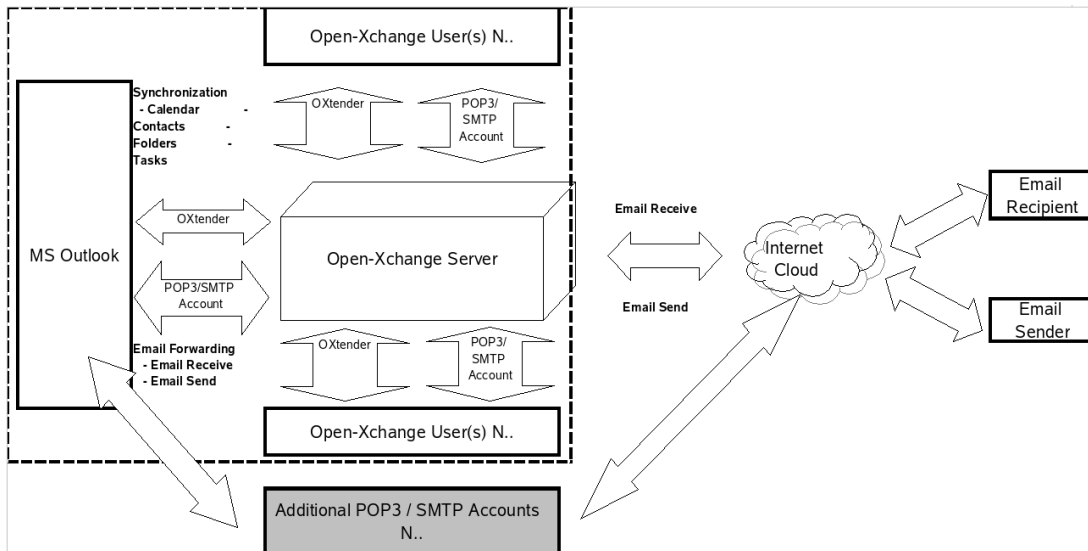 Open-Xchange User(s) N..
Synchronization
- Calendar -
Contacts -
Folders -
Tasks
OXtender
POP3/
SMTP
Account
MS Outlook
OXtender
POP3/SMTP
Account
Open-Xchange Server
Email Receive
Email Send
Internet
Cloud
Email
Recipient
Email
Sender
Email Forwarding
- Email Receive
- Email Send
OXtender
POP3/
SMTP
Account
Open-Xchange User(s) N..
Additional POP3 / SMTP Accounts
N..